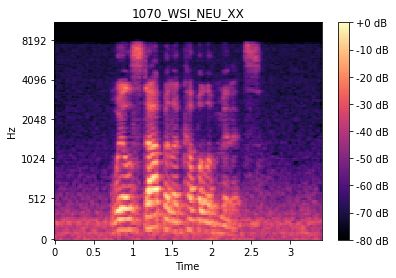 1070_WSI_NEU_XX
+0 dB
8192
-10 dB
4096
-20 dB
-30 dB
2048
-40 dB
Hz
1024
-50 dB
-60 dB
512
-70 dB
0
-80 dB
0 0.5 1 1.5 2 2.5 3
Time